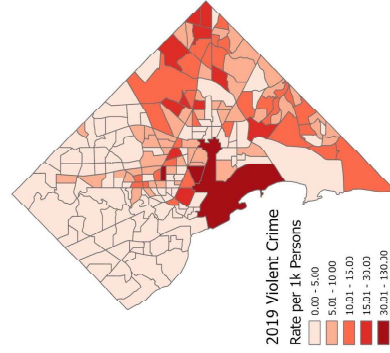 2019 Violent Crime
Rate per 1k Persons
0.00 - 5.00
5.01 - 10.00
10.01 - 15.00
15.01 - 30.00
30.01 - 130.30